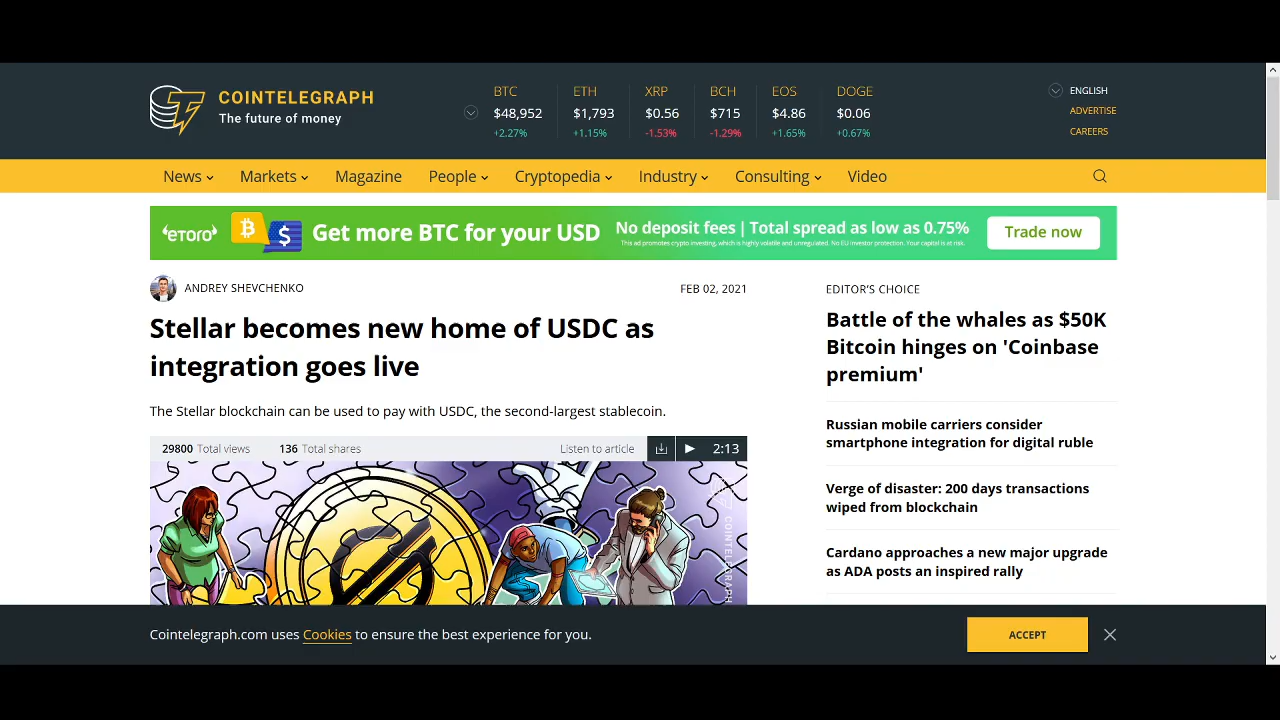 COINTELEGRAPH
The future of money
BTC
$48,952
+2.27%
ETH
$1,793
+1.15%
XRP
$0.56
-1.53%
BCH
$715
-1.29%
EOS
$4.86
+1.65%
DOGE
$0.06
+0.67%
ENGLISH
ADVERTISE
CAREERS
News
Markets
Magazine
People
Cryptopedia
Industry
Consulting
Video
eToro
Get more BTC for your USD
No deposit fees | Total spread as low as 0.75%
This ad promotes crypto investing, which is highly volatile and unregulated. No EU investor protection. Your capital is at risk.
Trade now
ANDREY SHEVCHENKO
FEB 02, 2021
Stellar becomes new home of USDC as
integration goes live
The Stellar blockchain can be used to pay with USDC, the second-largest stablecoin.
29800 Total views
136 Total shares
Listen to article
2:13
COINTELEGRAPH
EDITOR'S CHOICE
Battle of the whales as $50K
Bitcoin hinges on 'Coinbase
premium'
Russian mobile carriers consider
smartphone integration for digital ruble
Verge of disaster: 200 days transactions
wiped from blockchain
Cardano approaches a new major upgrade
as ADA posts an inspired rally
Cointelegraph.com uses Cookies to ensure the best experience for you.
ACCEPT